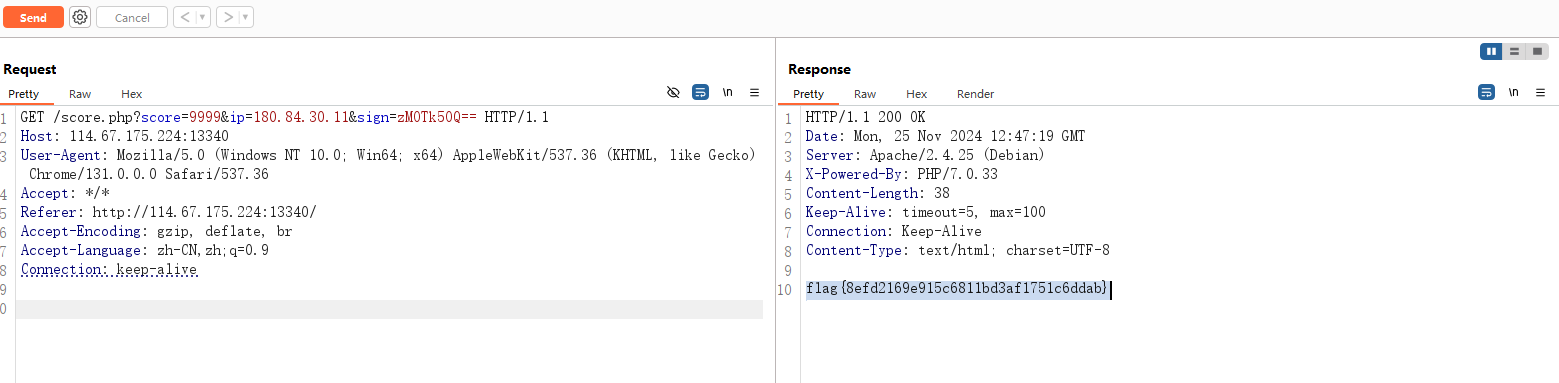 Send Cancel < ▼ > ▼
Request
Pretty Raw Hex \n
1 GET /score.php?score=9999&ip=180.84.30.11&sign=zMOTk5OQ== HTTP/1.1
2 Host: 114.67.175.224:13340
3 User-Agent: Mozilla/5.0 (Windows NT 10.0; Win64; x64) AppleWebKit/537.36 (KHTML, like Gecko)
Chrome/131.0.0.0 Safari/537.36
4 Accept: */*
5 Referer: http://114.67.175.224:13340/
6 Accept-Encoding: gzip, deflate, br
7 Accept-Language: zh-CN,zh;q=0.9
8 Connection: keep-alive
9
0
Response
Pretty Raw Hex Render \n
1 HTTP/1.1 200 OK
2 Date: Mon, 25 Nov 2024 12:47:19 GMT
3 Server: Apache/2.4.25 (Debian)
4 X-Powered-By: PHP/7.0.33
5 Content-Length: 38
6 Keep-Alive: timeout=5, max=100
7 Connection: Keep-Alive
8 Content-Type: text/html; charset=UTF-8
9
10 flag{8efd2169e915c6811bd3af1751c6ddab}